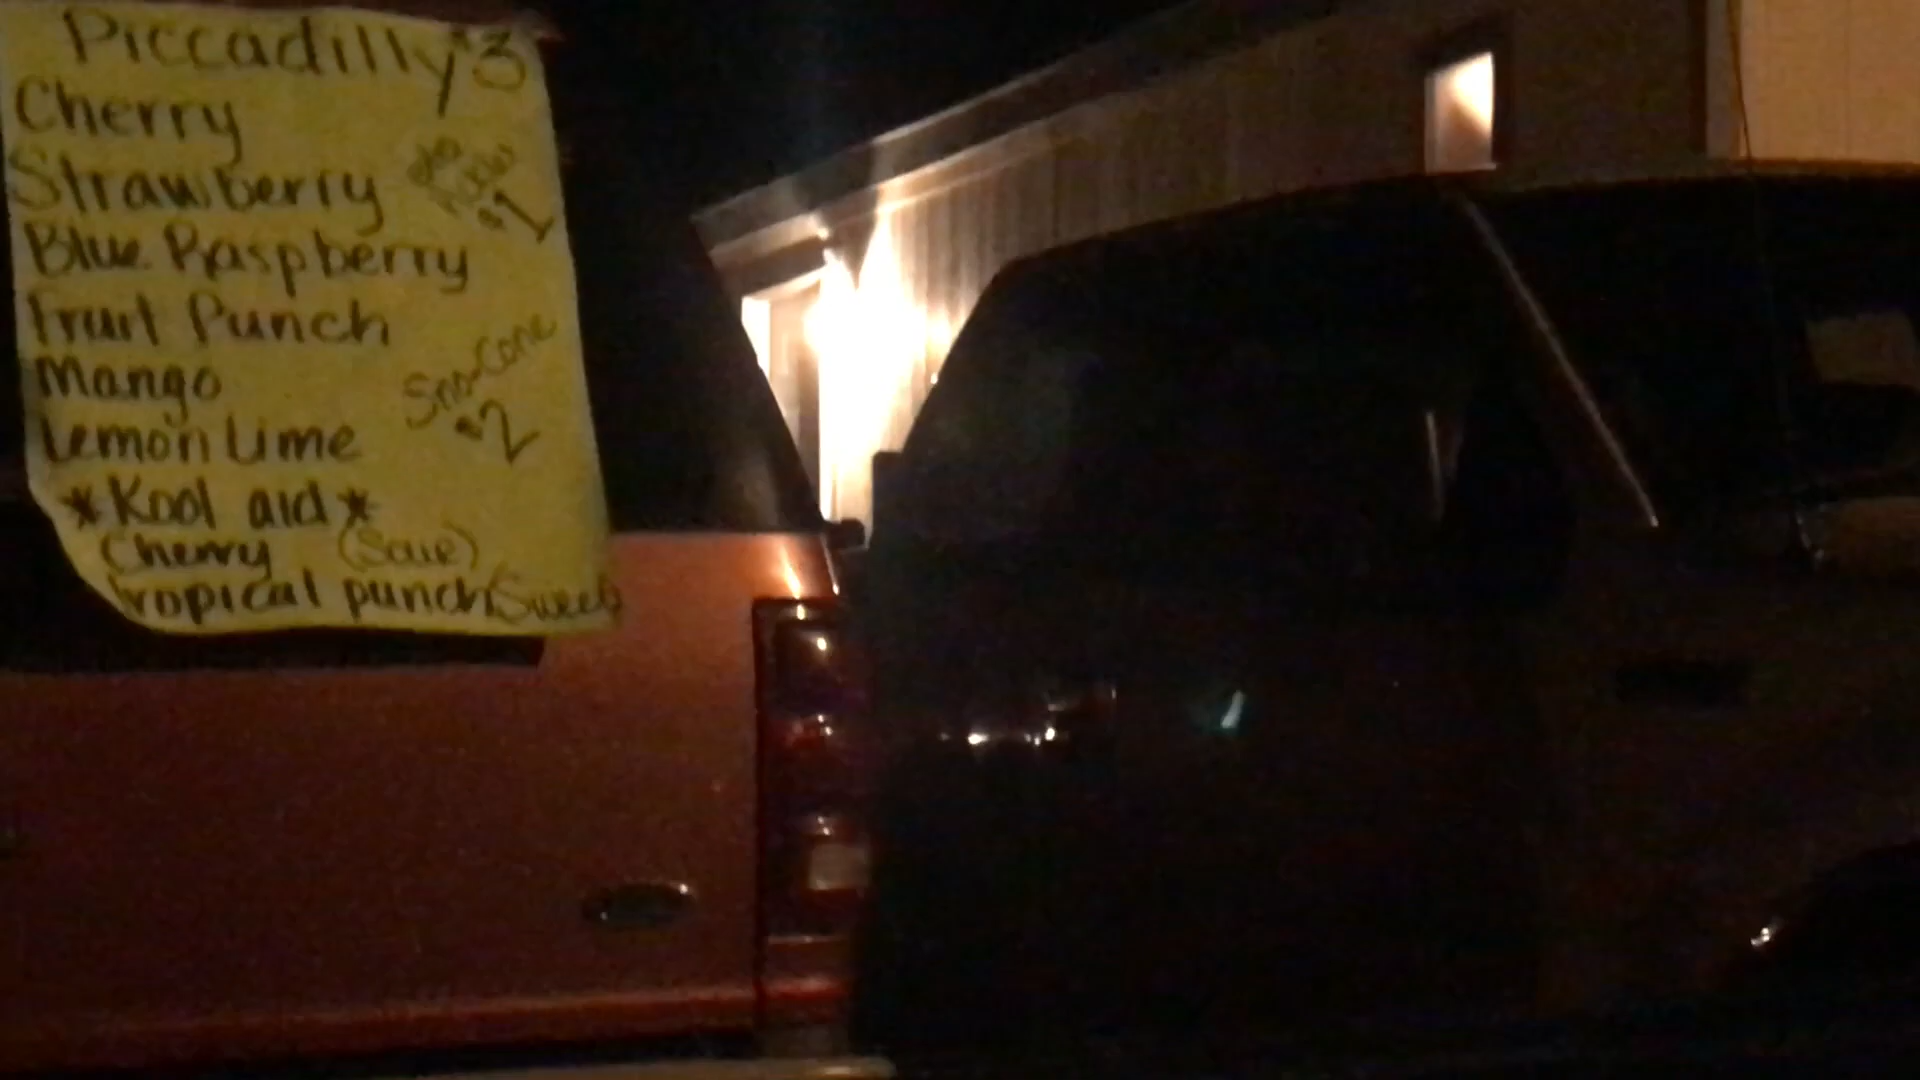 Piccadilly $3
Cherry
Strawberry
$1
Blue Raspberry
Fruit Punch
Sno-Cone
$2
Mango
Lemon Lime
*Kool aid*
Cherry (Sour)
tropical punch (Sweet)